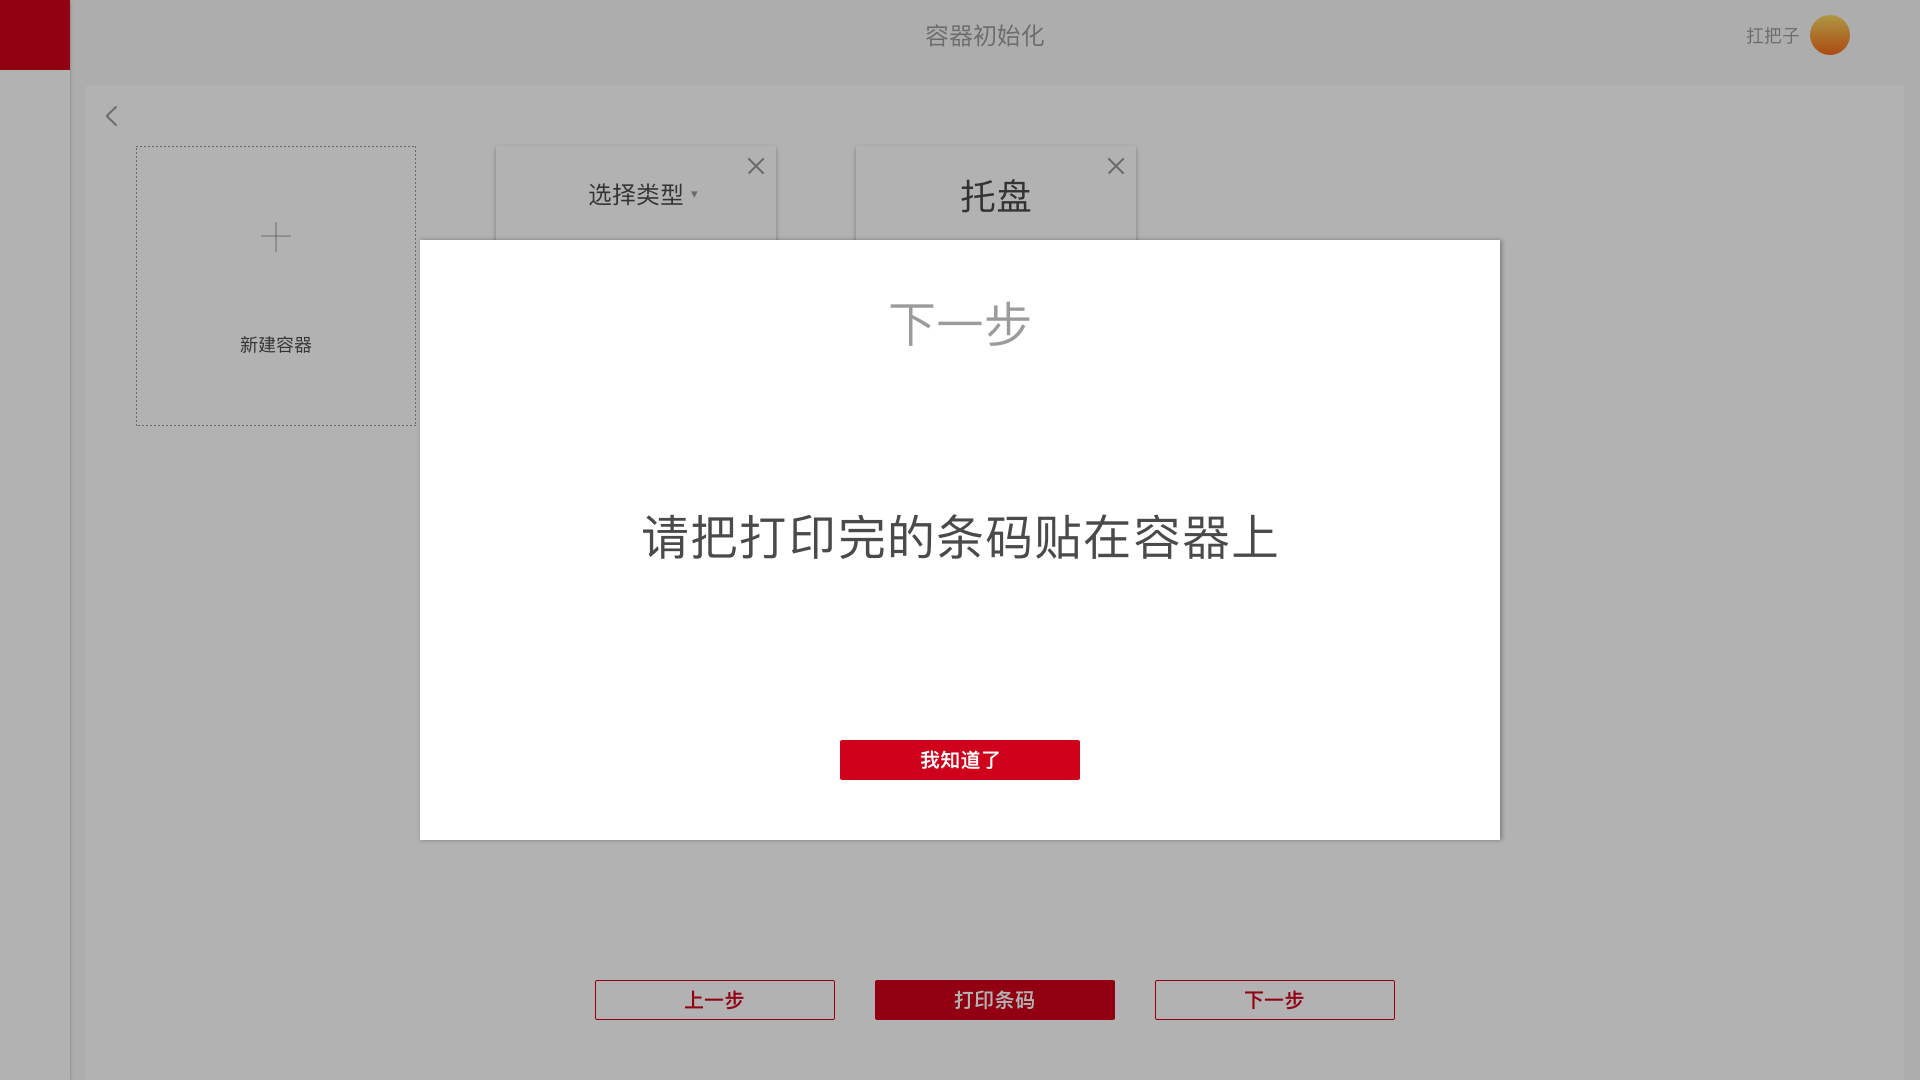 容器初始化
扛把子
选择类型
托盘
新建容器
下一步
请把打印完的条码贴在容器上
我知道了
上一步
打印条码
下一步